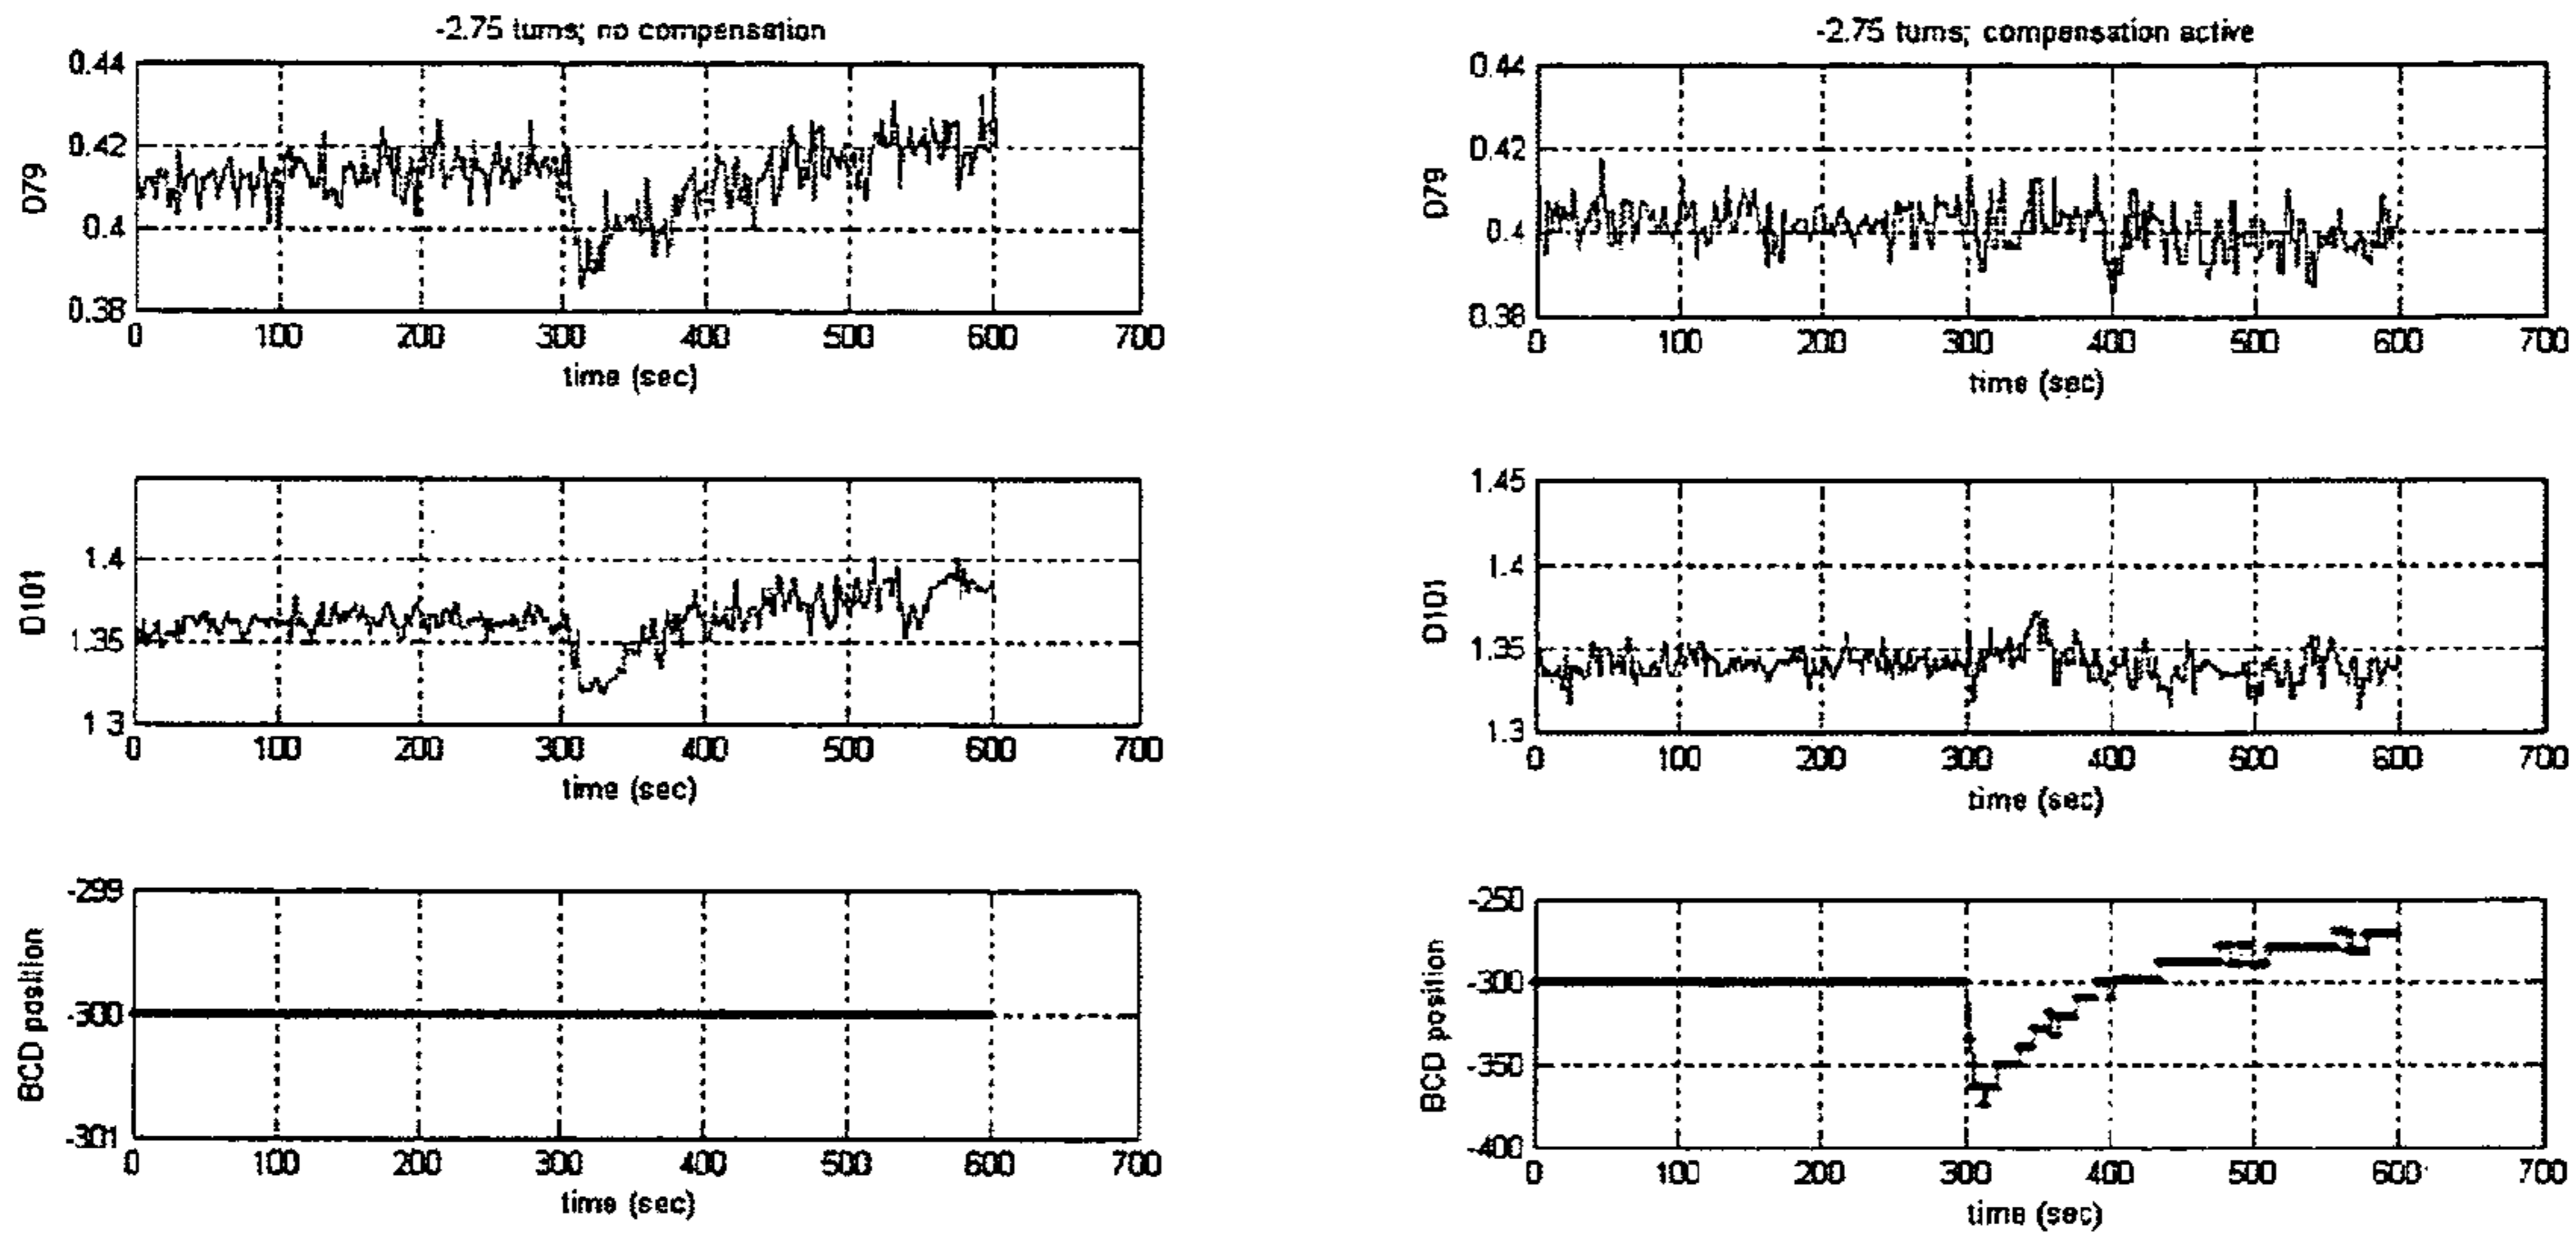 -2.75 turns; no compensation
0.44
0.42
0.4
0.38
D79
0 100 200 300 400 500 600 700
time (sec)
1.4
1.35
1.3
D101
0 100 200 300 400 500 600 700
time (sec)
-299
-300
-301
BCD position
0 100 200 300 400 500 600 700
time (sec)
-2.75 turns; compensation active
0.44
0.42
0.4
0.38
D79
0 100 200 300 400 500 600 700
time (sec)
1.45
1.4
1.35
1.3
D101
0 100 200 300 400 500 600 700
time (sec)
-250
-300
-350
-400
BCD position
0 100 200 300 400 500 600 700
time (sec)